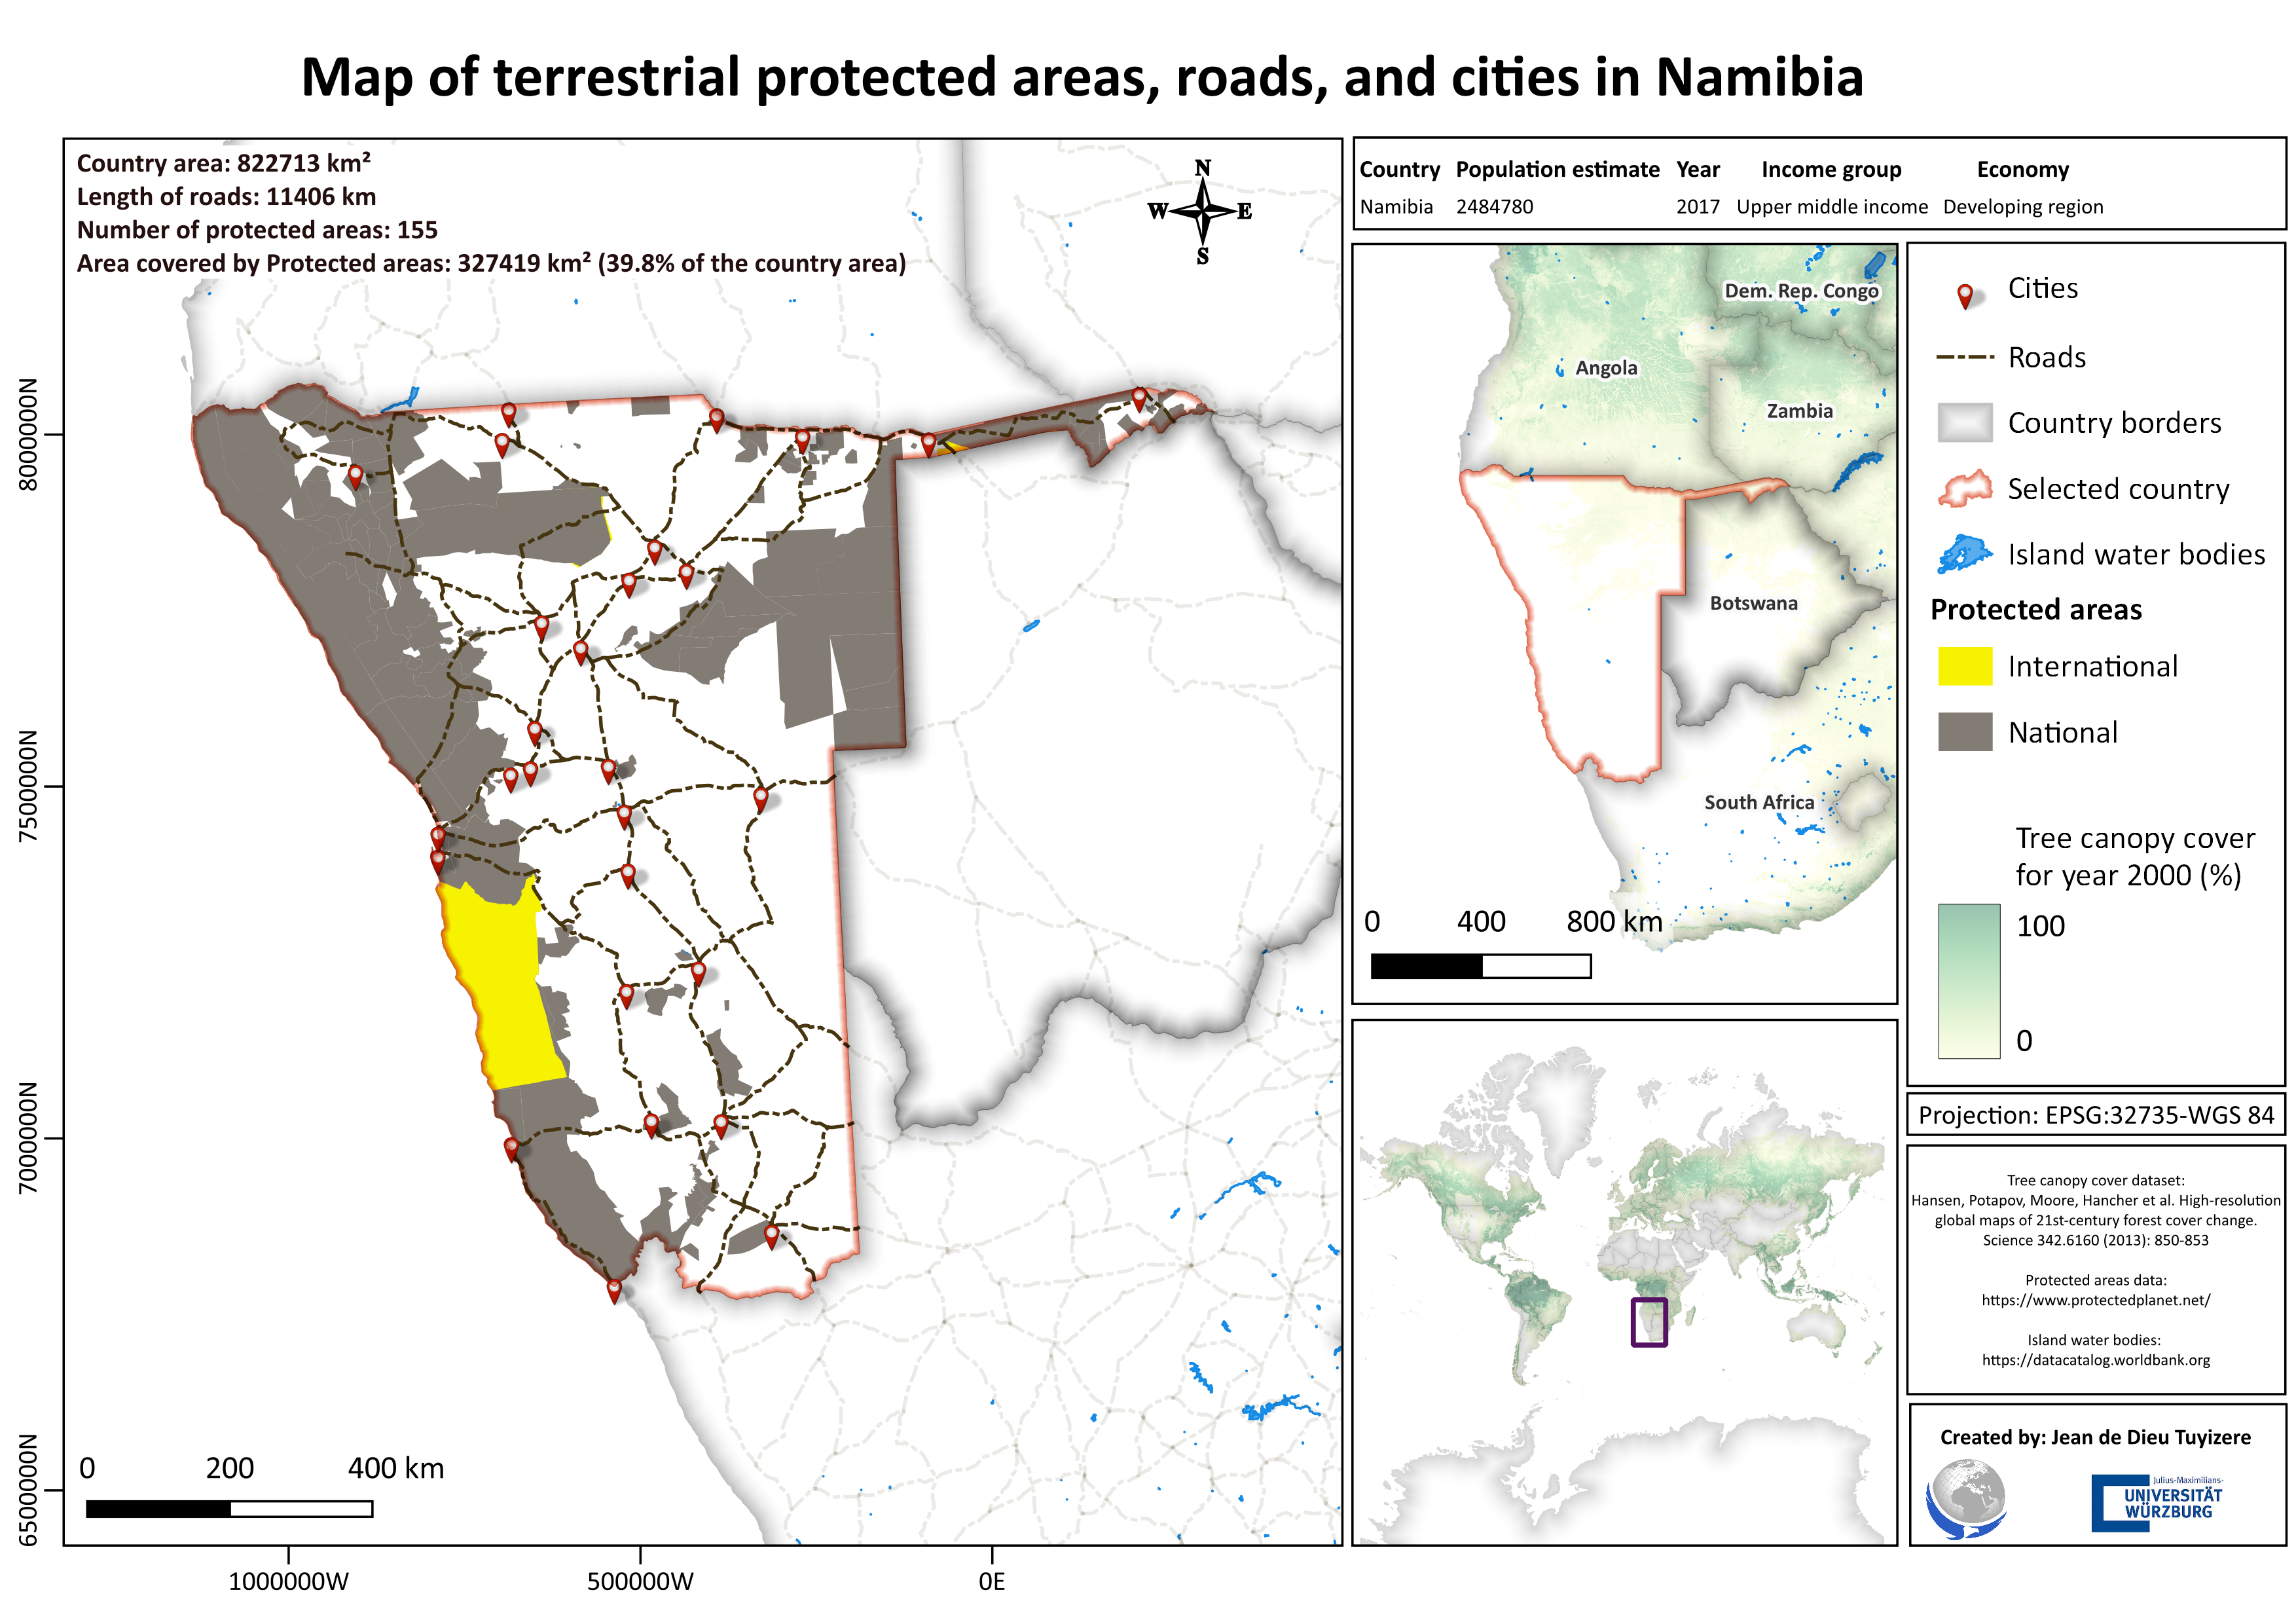 Map of terrestrial protected areas, roads, and cities in Namibia
Country area: 822713 km²
Length of roads: 11406 km
Number of protected areas: 155
Area covered by Protected areas: 327419 km² (39.8% of the country area)
N
W E
S
8000000N
7500000N
7000000N
6500000N
0 200 400 km
1000000W 500000W 0E
Country Population estimate Year Income group Economy
Namibia 2484780 2017 Upper middle income Developing region
Dem. Rep. Congo
Angola
Zambia
Botswana
South Africa
0 400 800 km
Cities
Roads
Country borders
Selected country
Island water bodies
Protected areas
International
National
Tree canopy cover
for year 2000 (%)
100
0
Projection: EPSG:32735-WGS 84
Tree canopy cover dataset:
Hansen, Potapov, Moore, Hancher et al. High-resolution
global maps of 21st-century forest cover change.
Science 342.6160 (2013): 850-853
Protected areas data:
https://www.protectedplanet.net/
Island water bodies:
https://datacatalog.worldbank.org
Created by: Jean de Dieu Tuyizere
Julius-Maximilians-
UNIVERSITÄT
WÜRZBURG